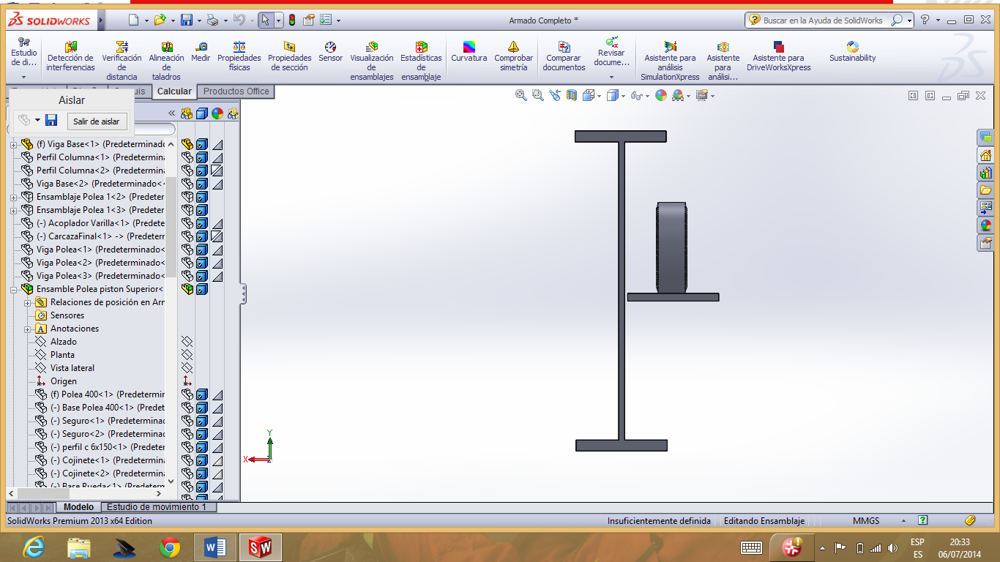 SOLIDWORKS
Armado Completo *
Buscar en la Ayuda de SolidWorks
Estudio de di...
Detección de interferencias
Verificación de distancia
Alineación de taladros
Medir
Propiedades físicas
Propiedades de sección
Sensor
Visualización de ensamblajes
Estadísticas de ensamblaje
Curvatura
Comprobar simetría
Comparar documentos
Revisar docume...
Asistente para análisis SimulationXpress
Asistente para análisi...
Asistente para DriveWorksXpress
Sustainability
Calcular
Productos Office
Aislar
Salir de aislar
(f) Viga Base<1> (Predeterminado
Perfil Columna<1> (Predetermina
Perfil Columna<2> (Predetermina
Viga Base<2> (Predeterminado<
Ensamblaje Polea 1<2> (Predeter
Ensamblaje Polea 1<3> (Predeter
(-) Acoplador Varilla<1> (Predete
(-) CarcazaFinal<1> -> (Predeterm
Viga Polea<1> (Predeterminado<
Viga Polea<2> (Predeterminado<
Viga Polea<3> (Predeterminado<
Ensamble Polea piston Superior<
Relaciones de posición en Arm
Sensores
Anotaciones
Alzado
Planta
Vista lateral
Origen
(f) Polea 400<1> (Predetermin
(-) Base Polea 400<1> (Predet
(-) Seguro<1> (Predeterminad
(-) Seguro<2> (Predeterminad
(-) perfil c 6x150<1> (Predeter
(-) Cojinete<1> (Predetermina
(-) Cojinete<2> (Predetermina
(-) Base Rueda<1> (Predeterm
Y
X
Z
Modelo
Estudio de movimiento 1
SolidWorks Premium 2013 x64 Edition
Insuficientemente definida
Editando Ensamblaje
MMGS
ESP
ES
20:33
06/07/2014